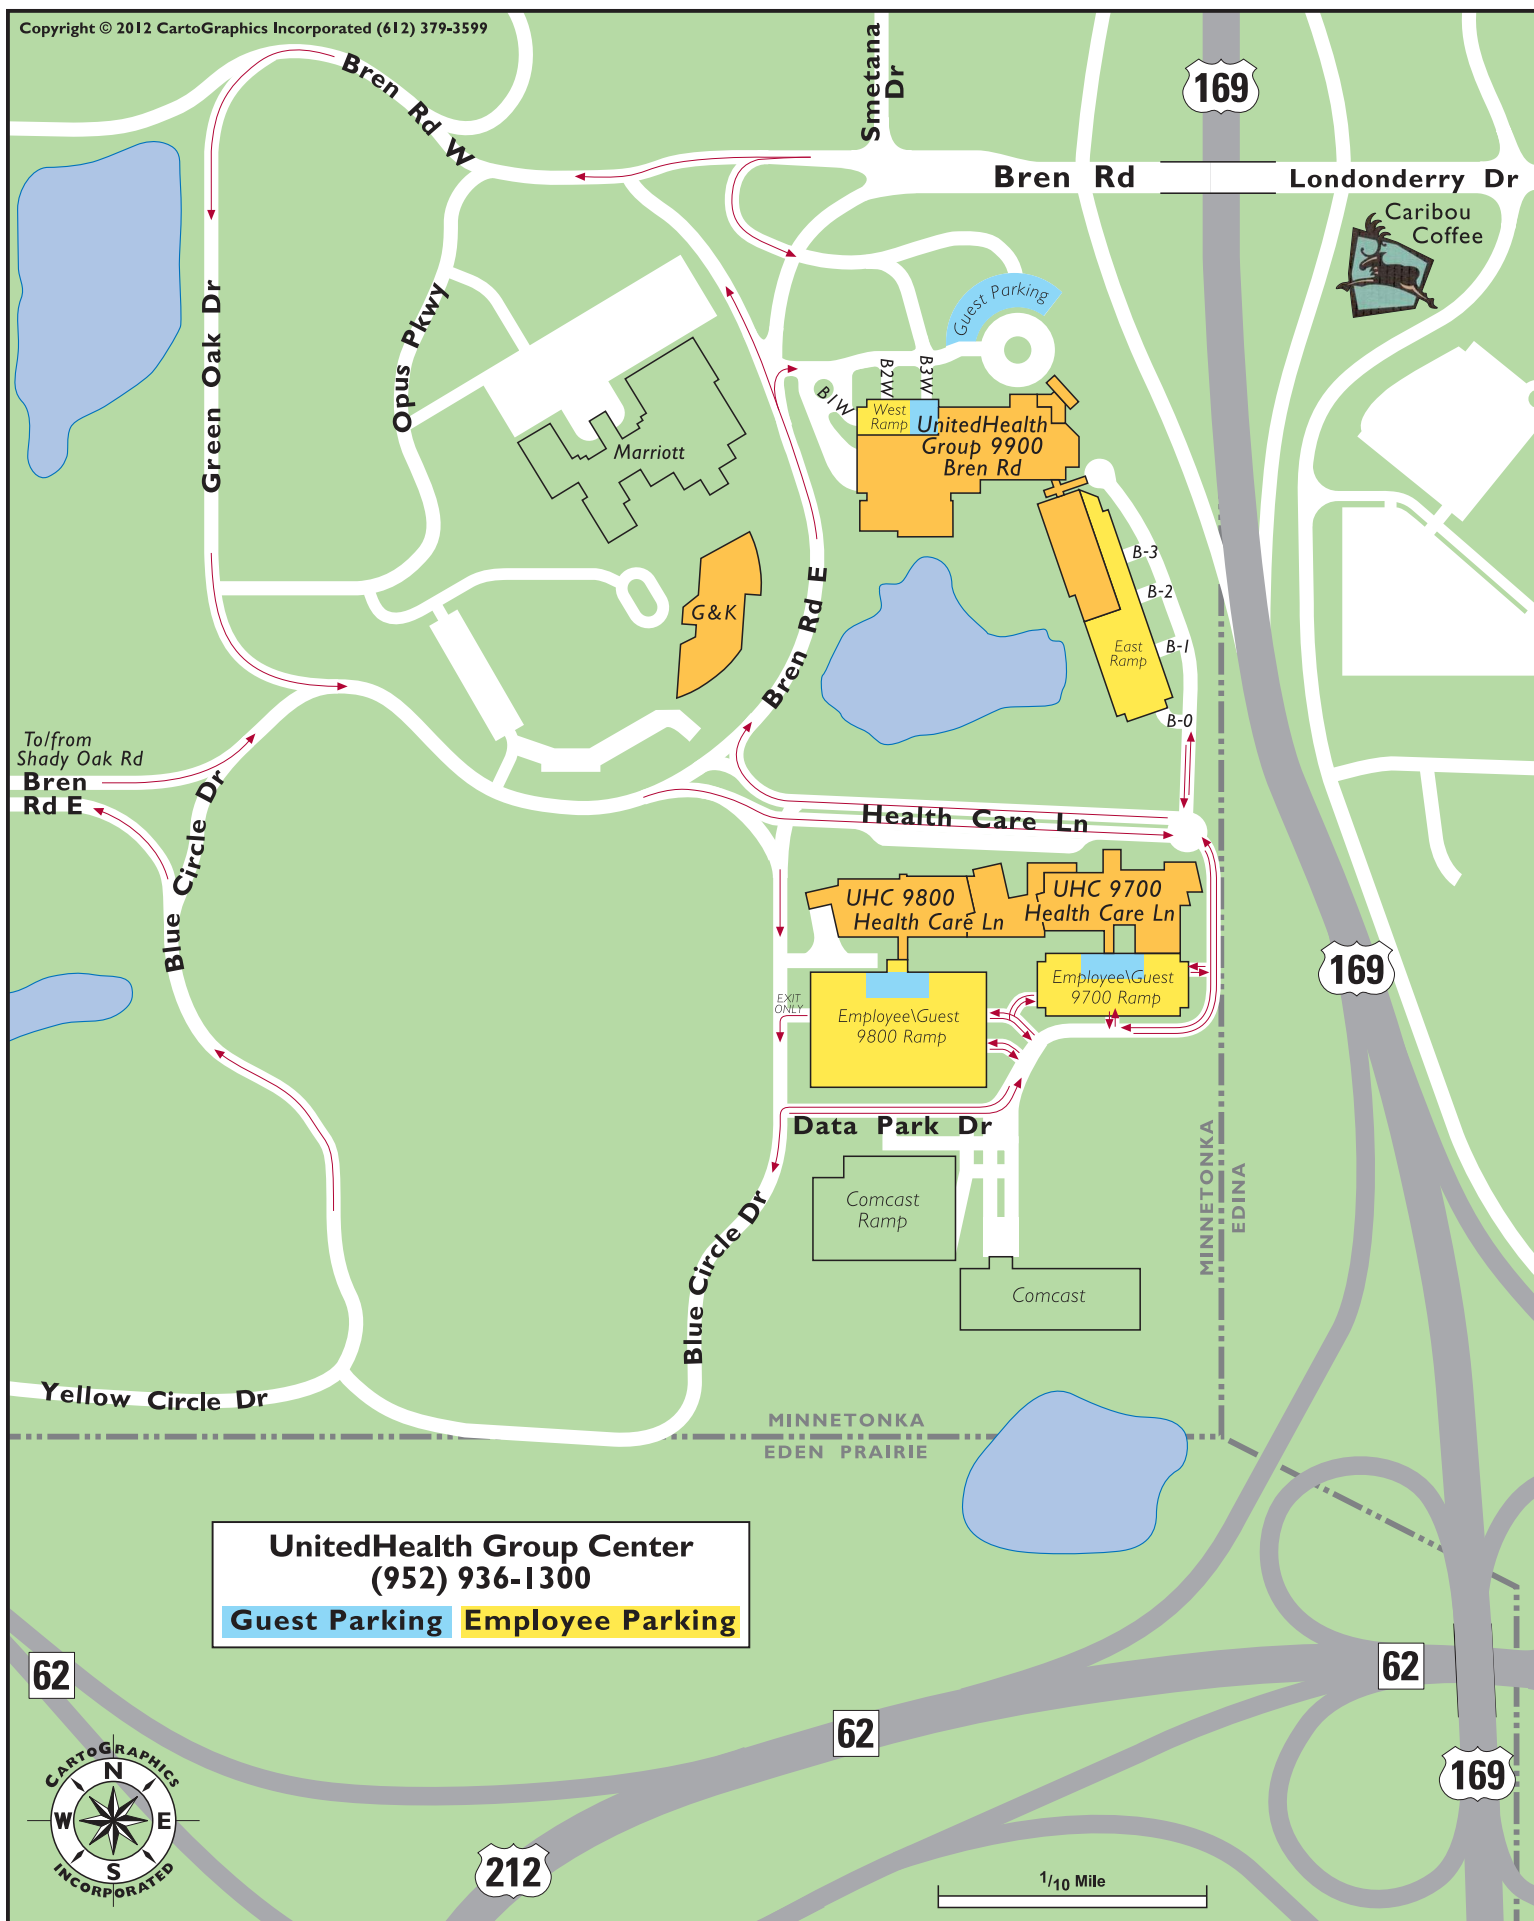 Copyright © 2012 CartoGraphics Incorporated (612) 379-3599
Bren Rd W
Smetana
Dr
169
Bren Rd
Londonderry Dr
Caribou
Coffee
Green Oak Dr
Opus Pkwy
Guest Parking
B1W
B2W
B3W
West
Ramp
UnitedHealth
Group 9900
Bren Rd
Marriott
G&K
Bren Rd E
B-3
B-2
B-1
B-0
East
Ramp
To/from
Shady Oak Rd
Bren
Rd E
Blue Circle Dr
Health Care Ln
UHC 9800
Health Care Ln
UHC 9700
Health Care Ln
169
Employee\Guest
9700 Ramp
EXIT
ONLY
Employee\Guest
9800 Ramp
Data Park Dr
MINNETONKA
EDINA
Comcast
Ramp
Blue Circle Dr
Comcast
Yellow Circle Dr
MINNETONKA
EDEN PRAIRIE
UnitedHealth Group Center
(952) 936-1300
Guest Parking
Employee Parking
62
62
62
169
212
CARTOGRAPHICS
N
W
E
S
INCORPORATED
1/10 Mile